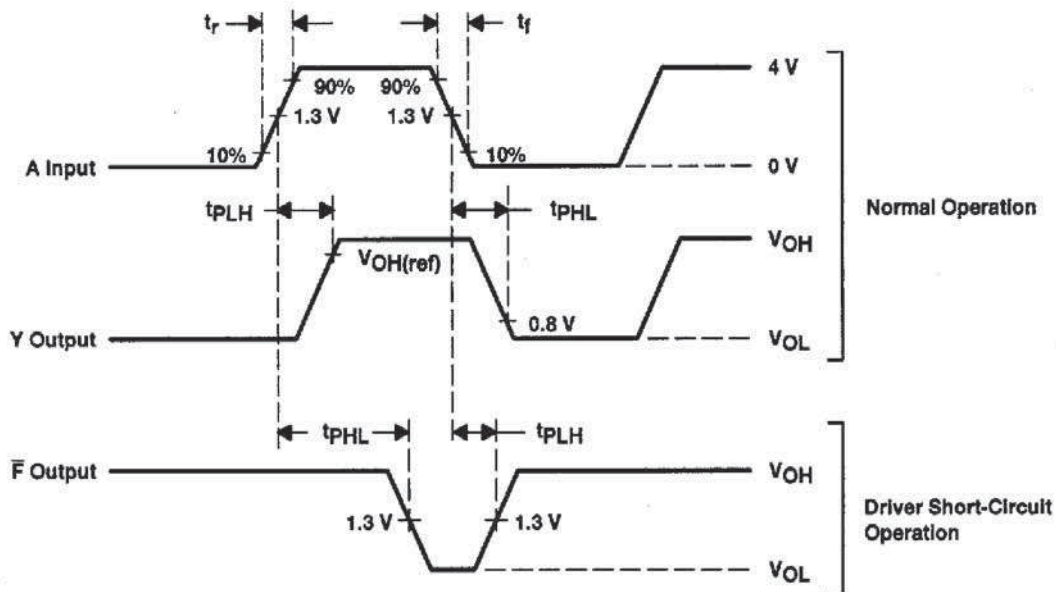 tr tf
4 V
90% 90%
1.3 V 1.3 V
10% 10%
A Input 0 V
tPLH tPHL
Normal Operation
VOH
VOH(ref)
0.8 V
Y Output VOL
tPHL tPLH
F̅ Output VOH
1.3 V 1.3 V
Driver Short-Circuit
Operation
VOL